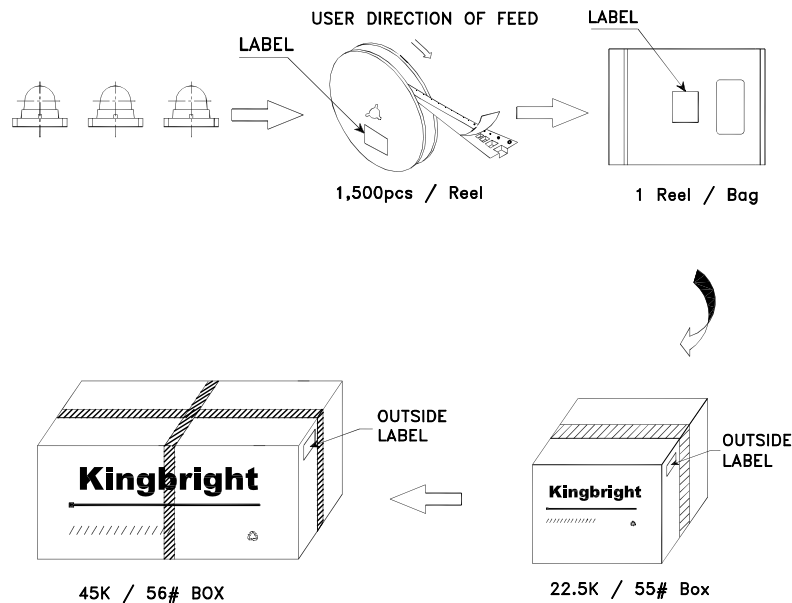 USER DIRECTION OF FEED
LABEL
LABEL
1,500pcs / Reel
1 Reel / Bag
OUTSIDE
LABEL
Kingbright
45K / 56# BOX
OUTSIDE
LABEL
Kingbright
22.5K / 55# Box